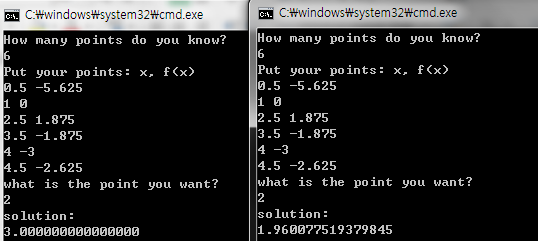 C:₩windows₩system32₩cmd.exe
How many points do you know?
6
Put your points: x, f(x)
0.5 -5.625
1 0
2.5 1.875
3.5 -1.875
4 -3
4.5 -2.625
what is the point you want?
2
solution:
3.000000000000000
C:₩windows₩system32₩cmd.exe
How many points do you know?
6
Put your points: x, f(x)
0.5 -5.625
1 0
2.5 1.875
3.5 -1.875
4 -3
4.5 -2.625
what is the point you want?
2
solution:
1.960077519379845